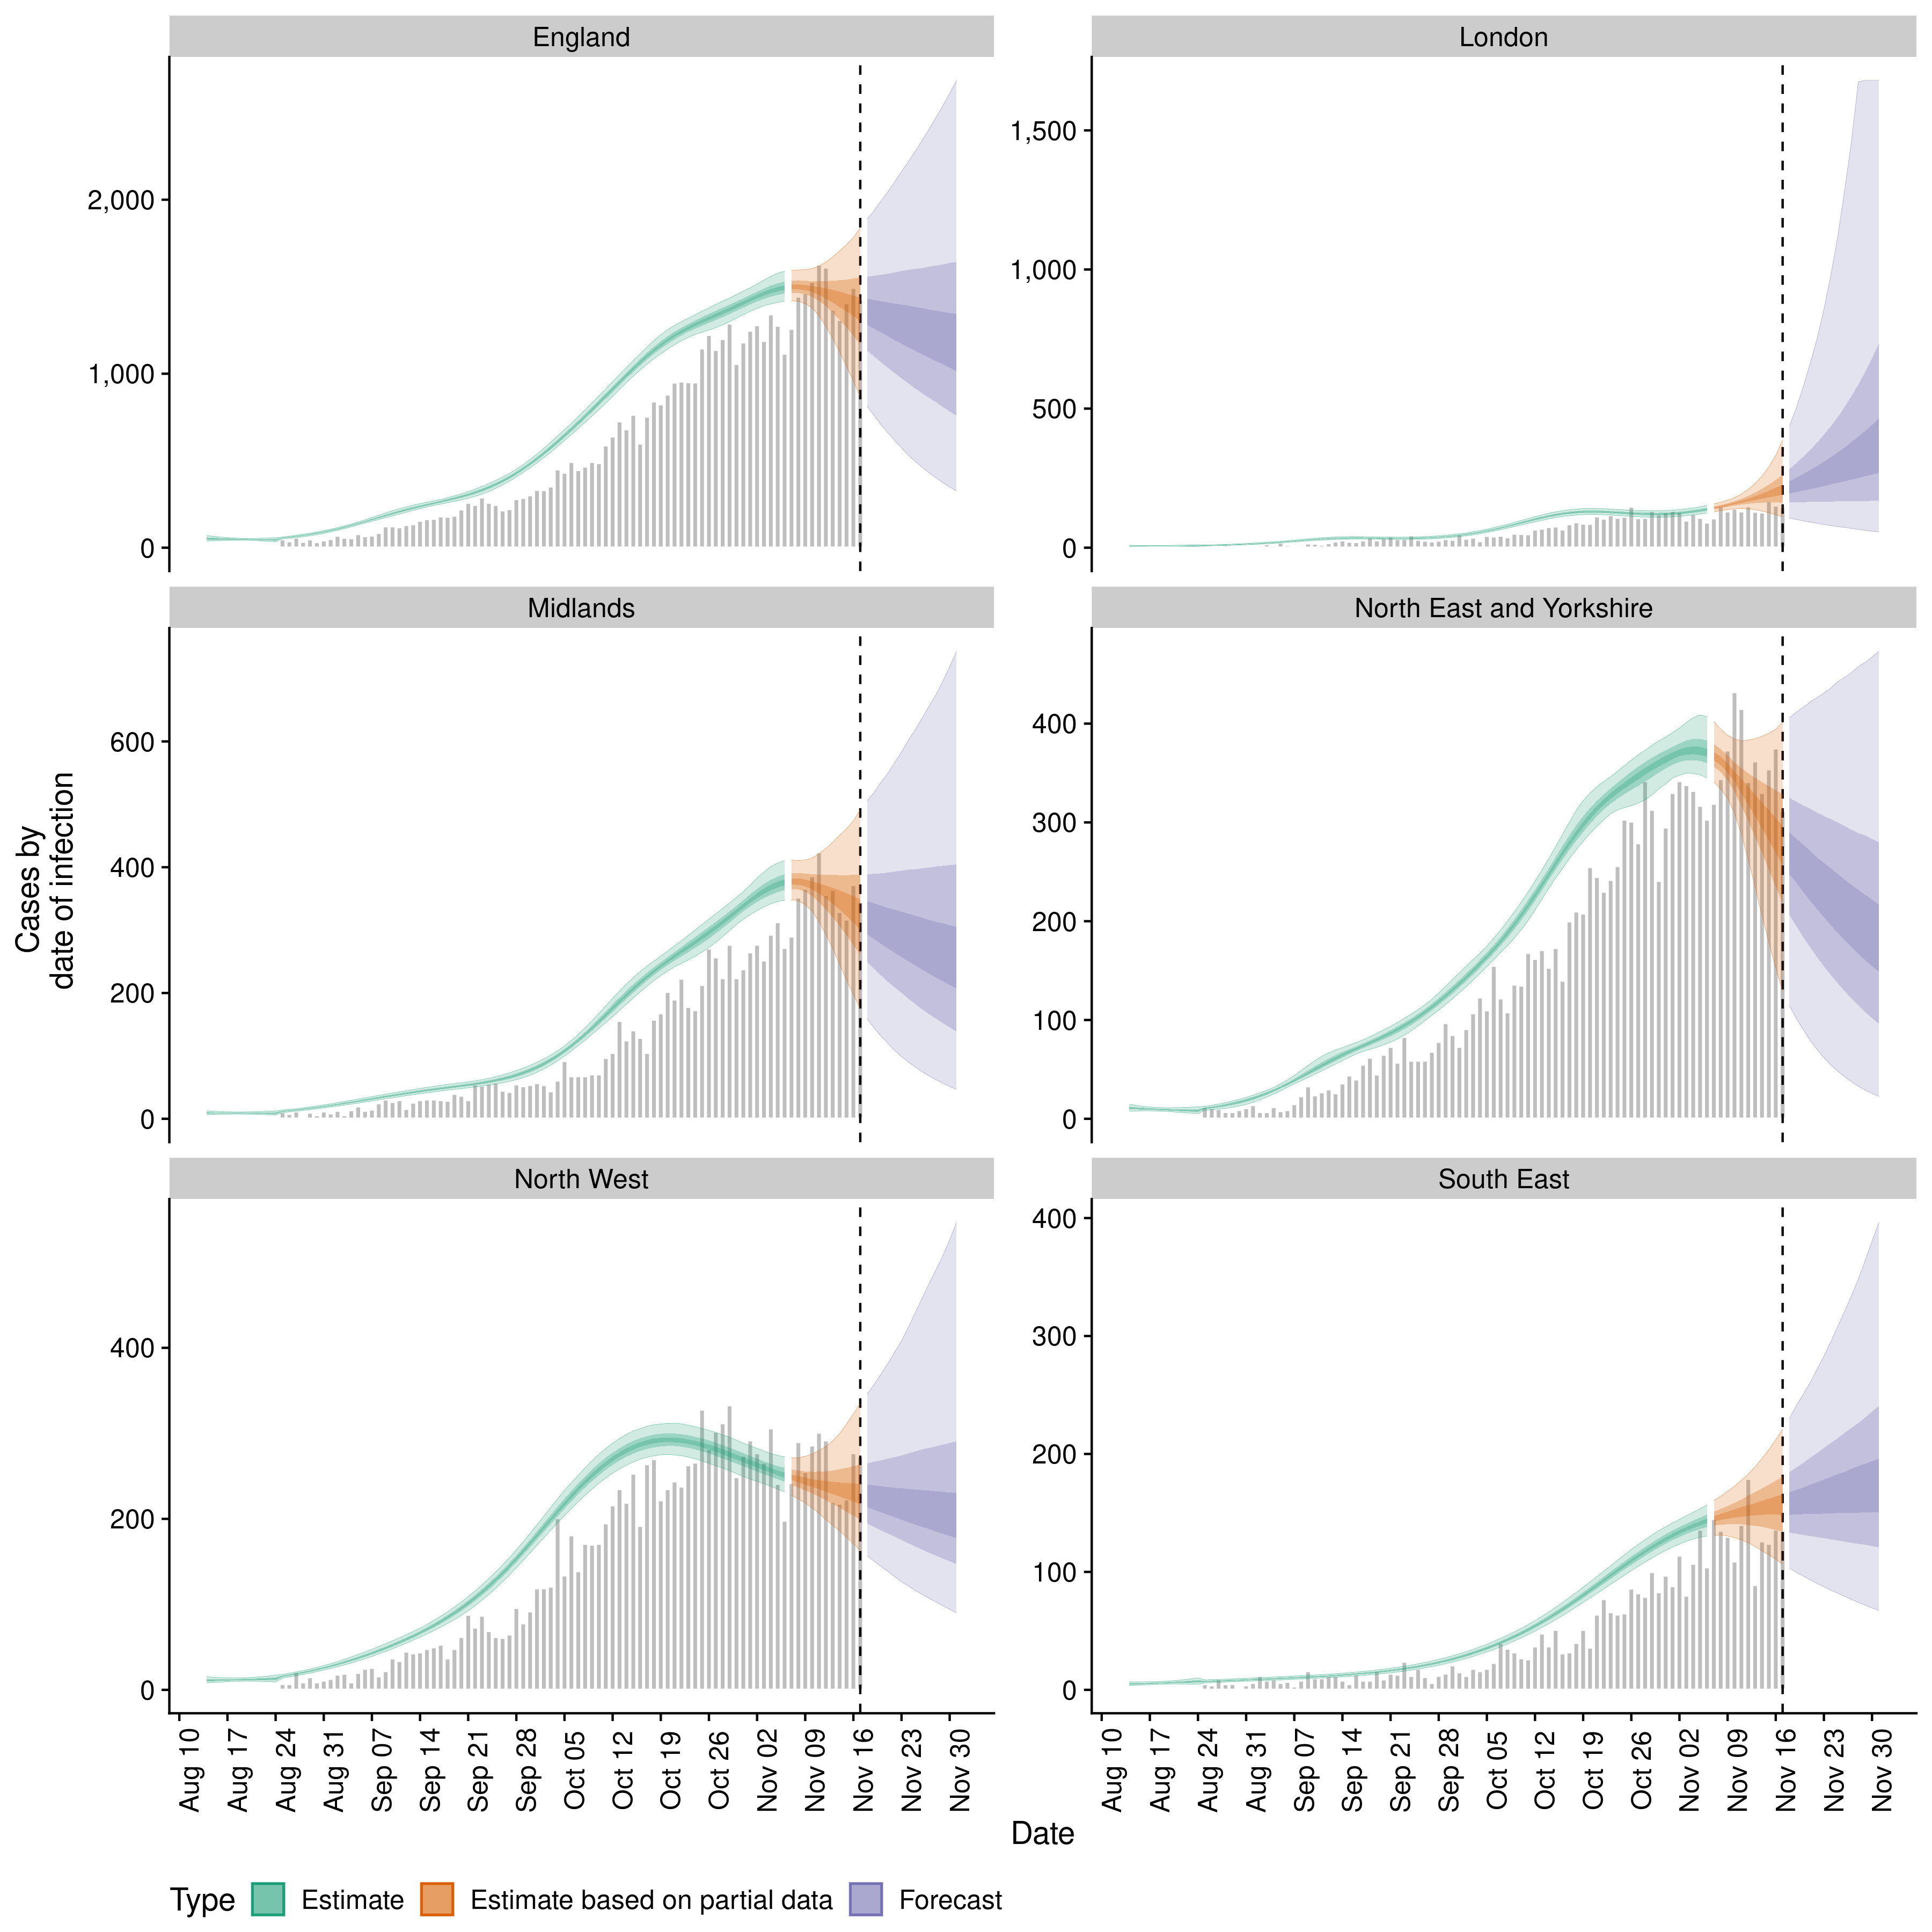 England
London
2,000
1,000
0
1,500
1,000
500
0
Midlands
North East and Yorkshire
Cases by
date of infection
600
400
200
0
400
300
200
100
0
North West
South East
400
200
0
400
300
200
100
0
Aug 10
Aug 17
Aug 24
Aug 31
Sep 07
Sep 14
Sep 21
Sep 28
Oct 05
Oct 12
Oct 19
Oct 26
Nov 02
Nov 09
Nov 16
Nov 23
Nov 30
Aug 10
Aug 17
Aug 24
Aug 31
Sep 07
Sep 14
Sep 21
Sep 28
Oct 05
Oct 12
Oct 19
Oct 26
Nov 02
Nov 09
Nov 16
Nov 23
Nov 30
Date
Type Estimate Estimate based on partial data Forecast